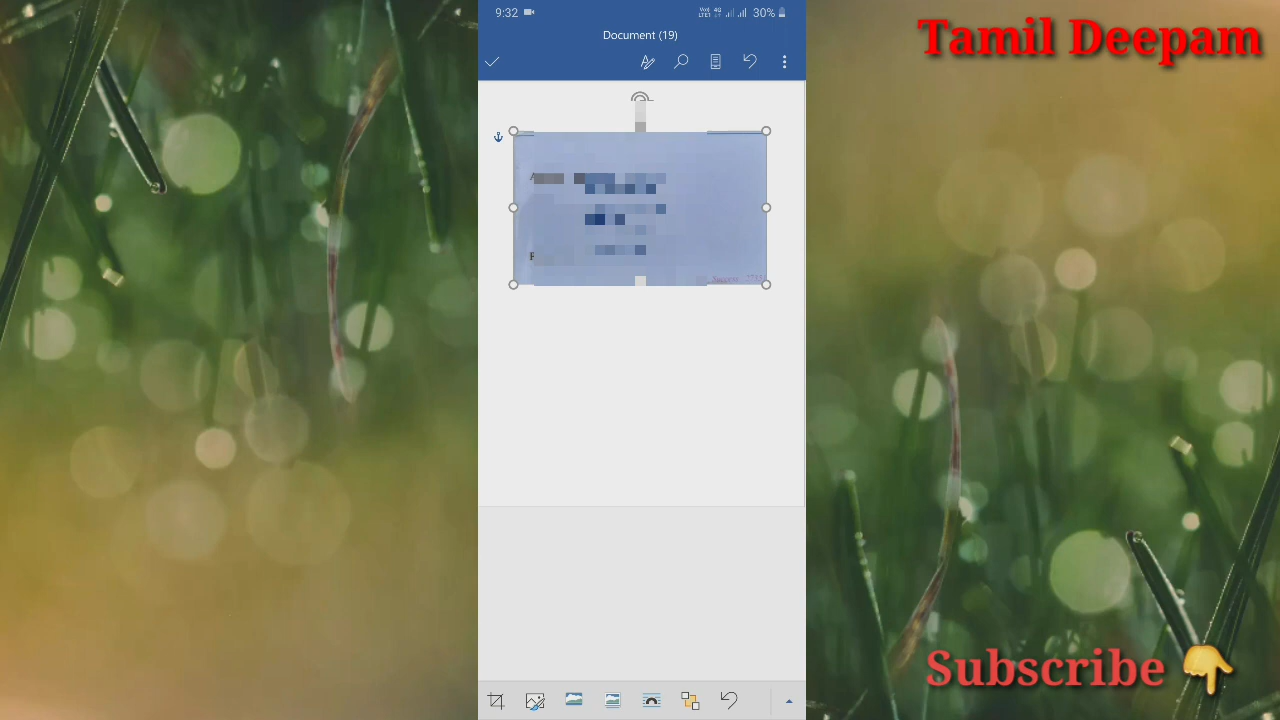 9:32
30%
Document (19)
Tamil Deepam
Subscribe 👇